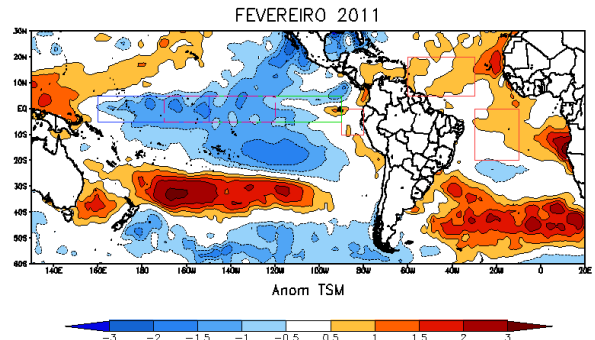 FEVEREIRO 2011
30N
20N
10N
EQ
10S
20S
30S
40S
50S
60S
140E 160E 180 160W 140W 120W 100W 80W 60W 40W 20W 0 20E
Anom TSM
−3 −2 −1.5 −1 −0.5 0.5 1 1.5 2 3